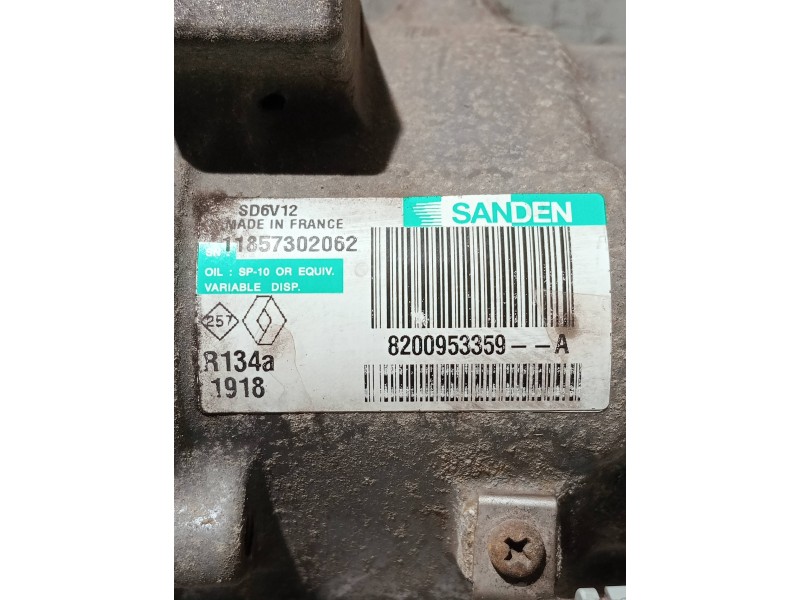 SD6V12
MADE IN FRANCE
SANDEN
11857302062
OIL : SP-10 OR EQUIV.
VARIABLE DISP.
257
8200953359--A
R134a
1918